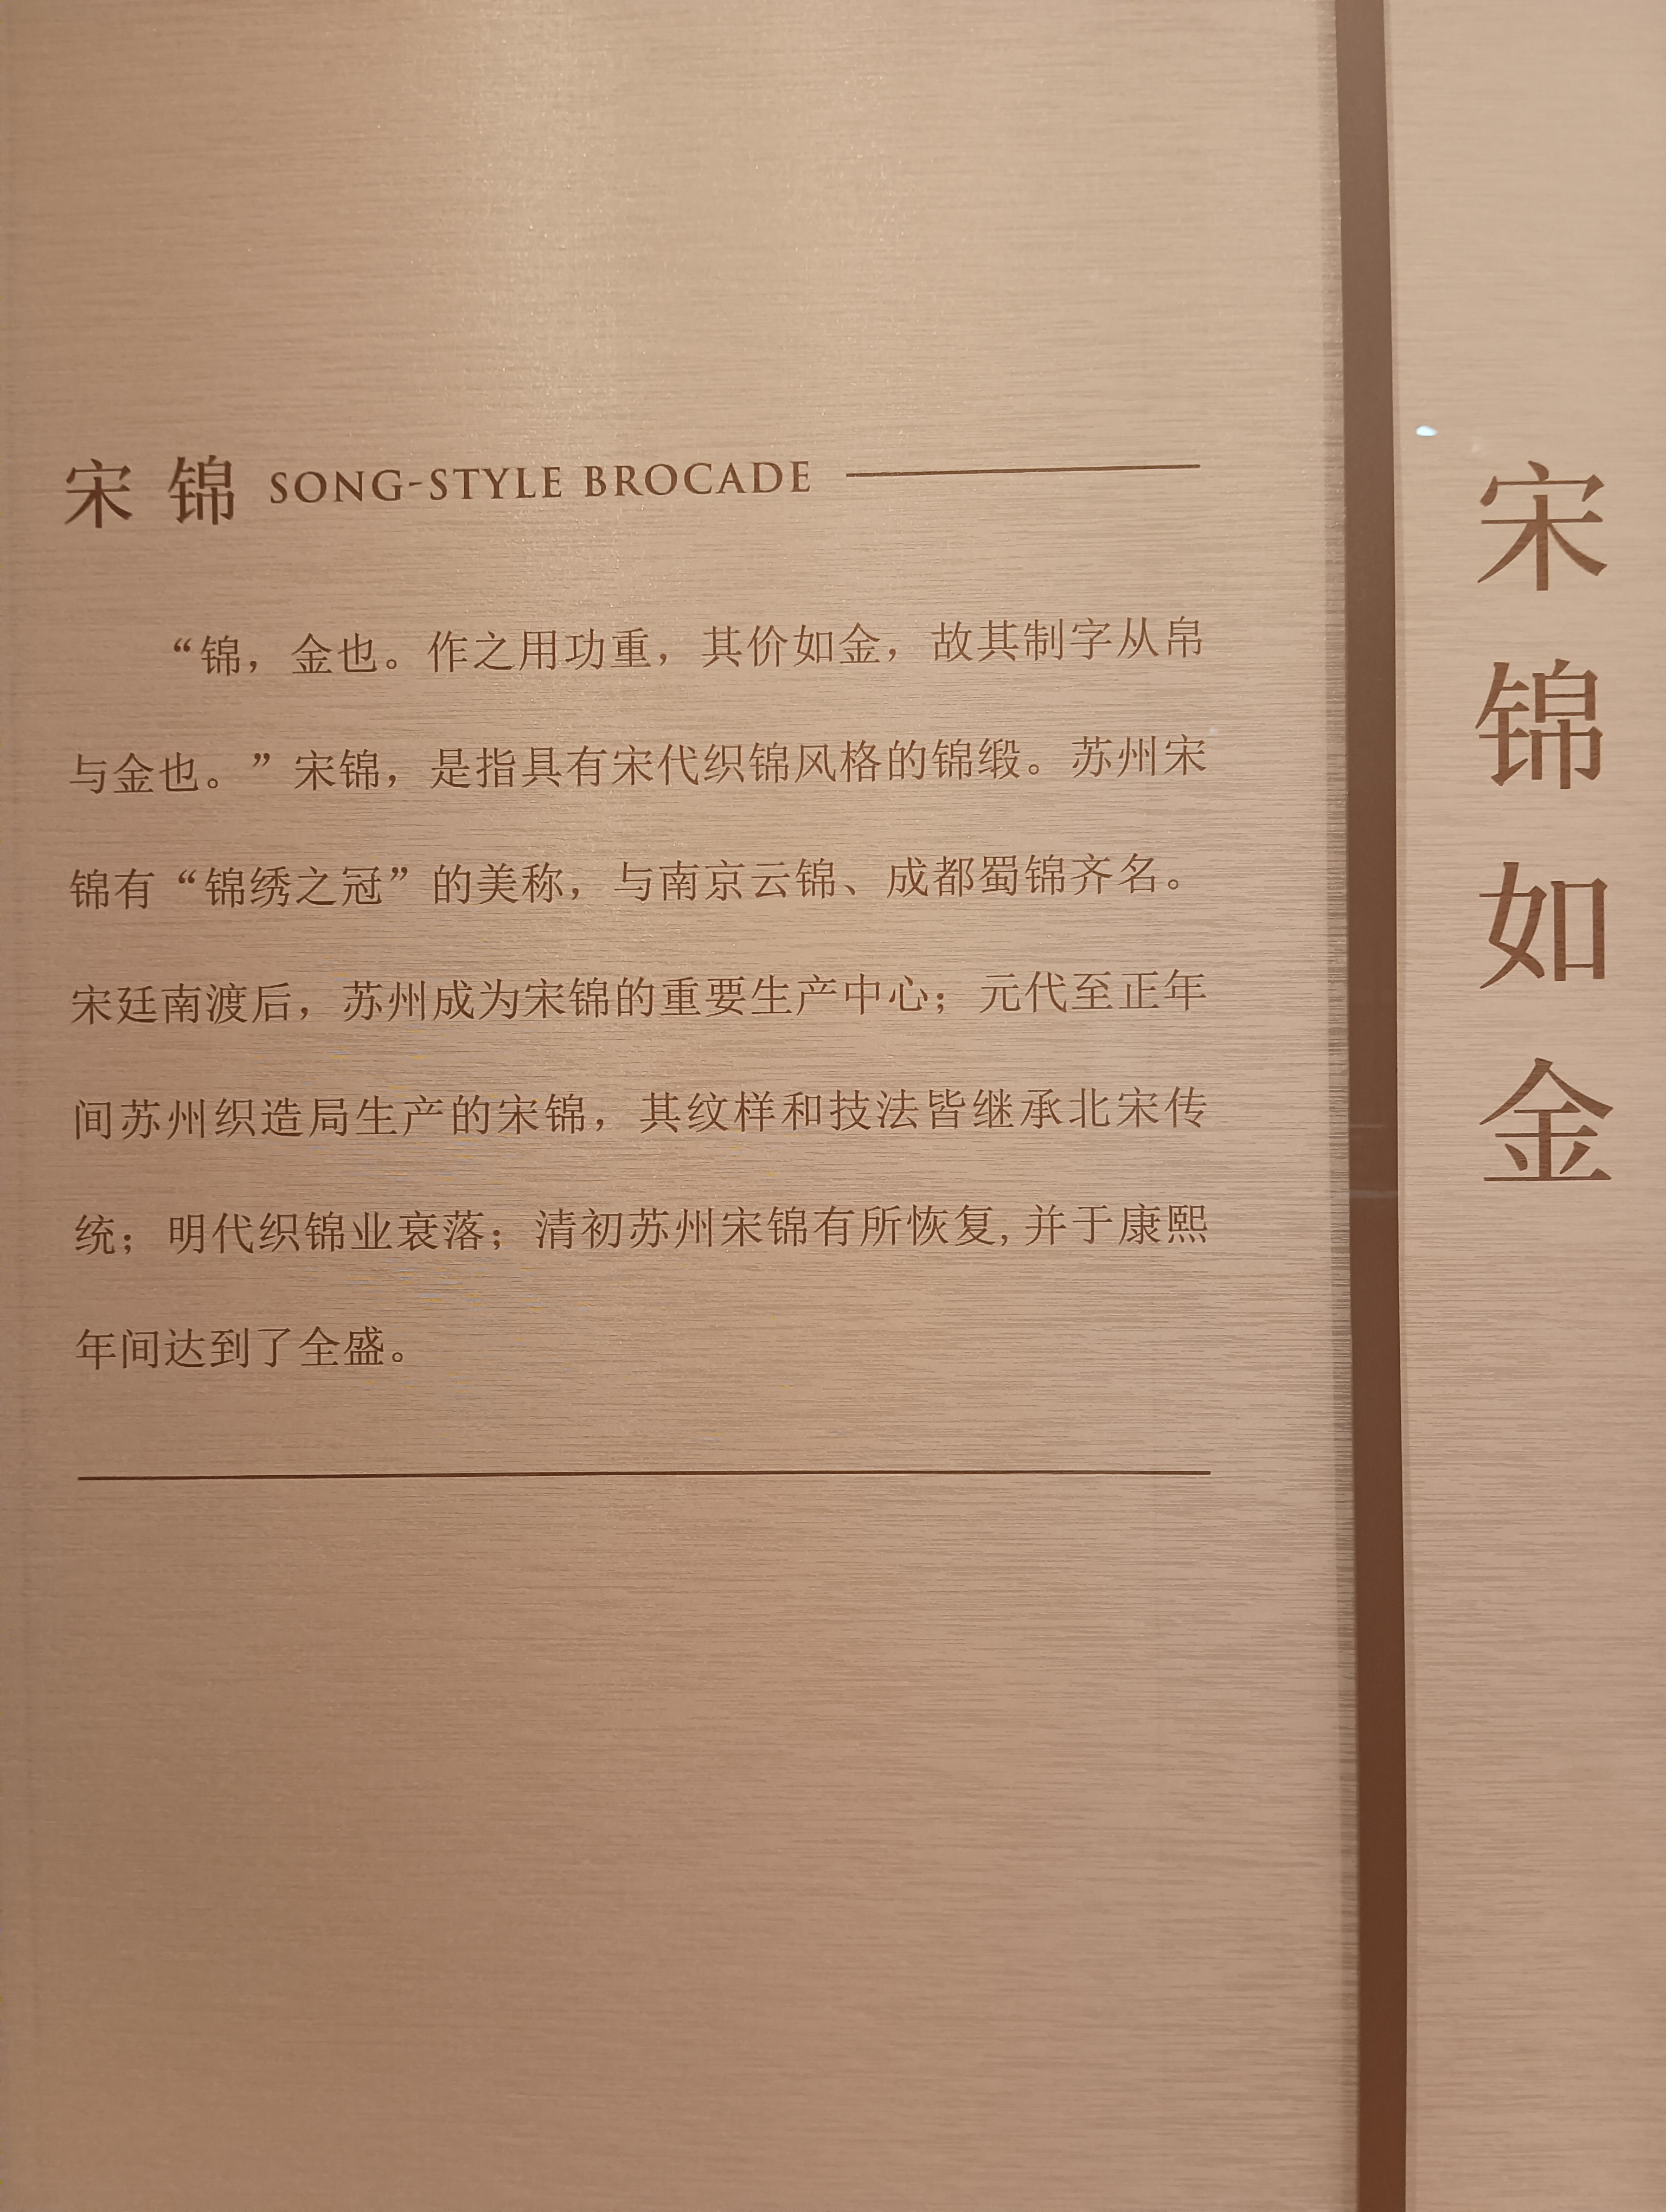 宋锦 SONG-STYLE BROCADE
“锦，金也。作之用功重，其价如金，故其制字从帛
与金也。”宋锦，是指具有宋代织锦风格的锦缎。苏州宋
锦有“锦绣之冠”的美称，与南京云锦、成都蜀锦齐名。
宋廷南渡后，苏州成为宋锦的重要生产中心；元代至正年
间苏州织造局生产的宋锦，其纹样和技法皆继承北宋传
统；明代织锦业衰落；清初苏州宋锦有所恢复,并于康熙
年间达到了全盛。
宋锦如金